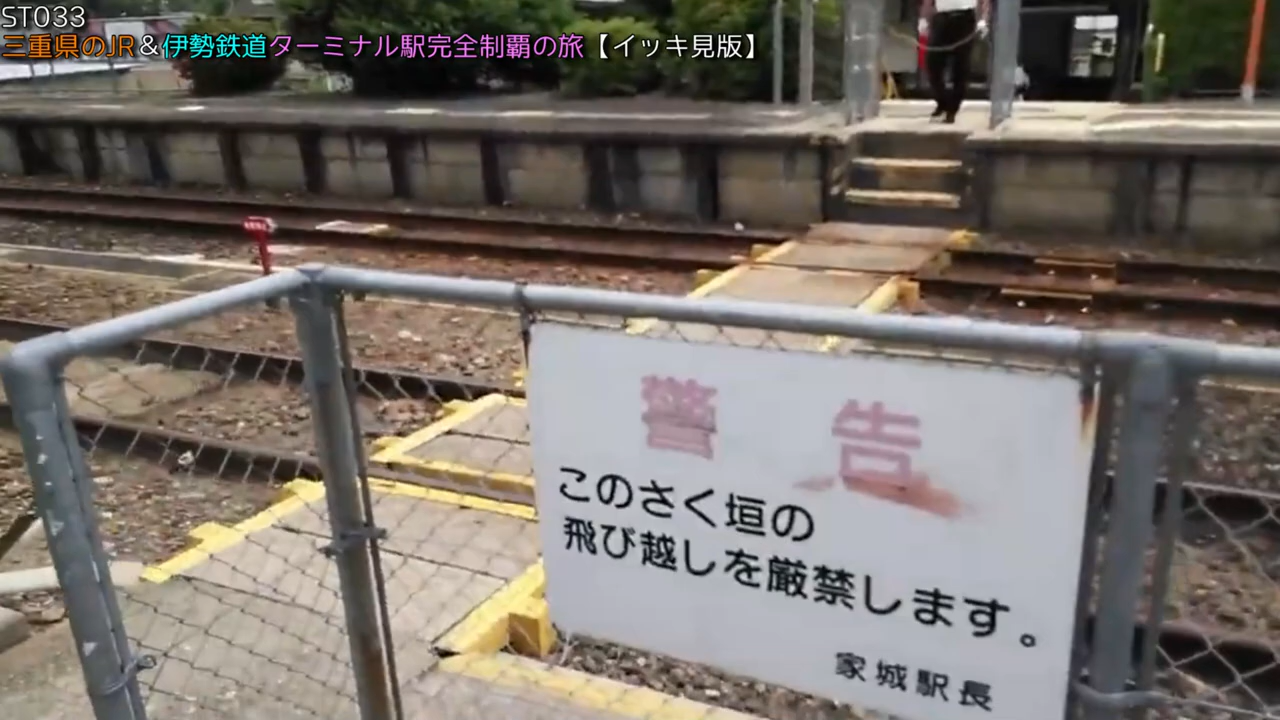 ST033
三重県のJR＆伊勢鉄道ターミナル駅完全制覇の旅【イッキ見版】
警告
このさく垣の
飛び越しを厳禁します。
家城駅長